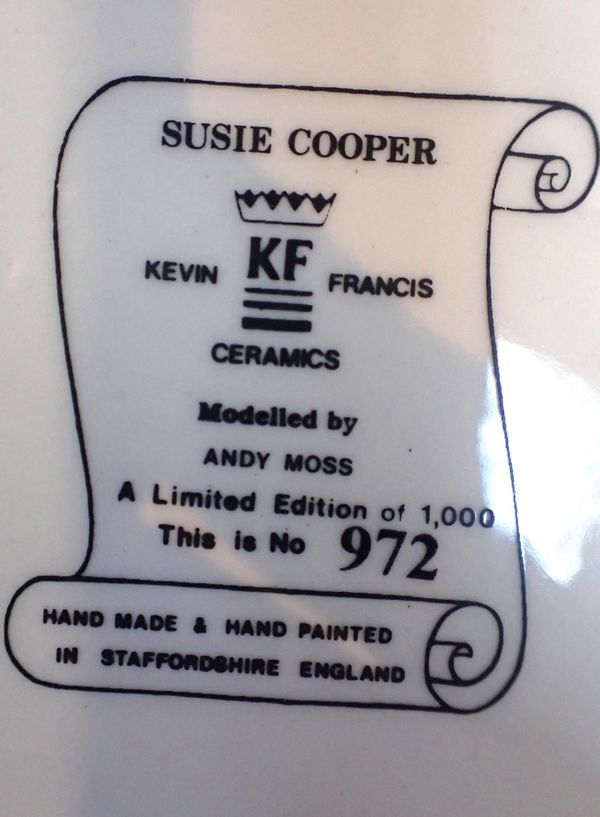 SUSIE COOPER
KEVIN KF FRANCIS
CERAMICS
Modelled by
ANDY MOSS
A Limited Edition of 1,000
This is No 972
HAND MADE & HAND PAINTED
IN STAFFORDSHIRE ENGLAND